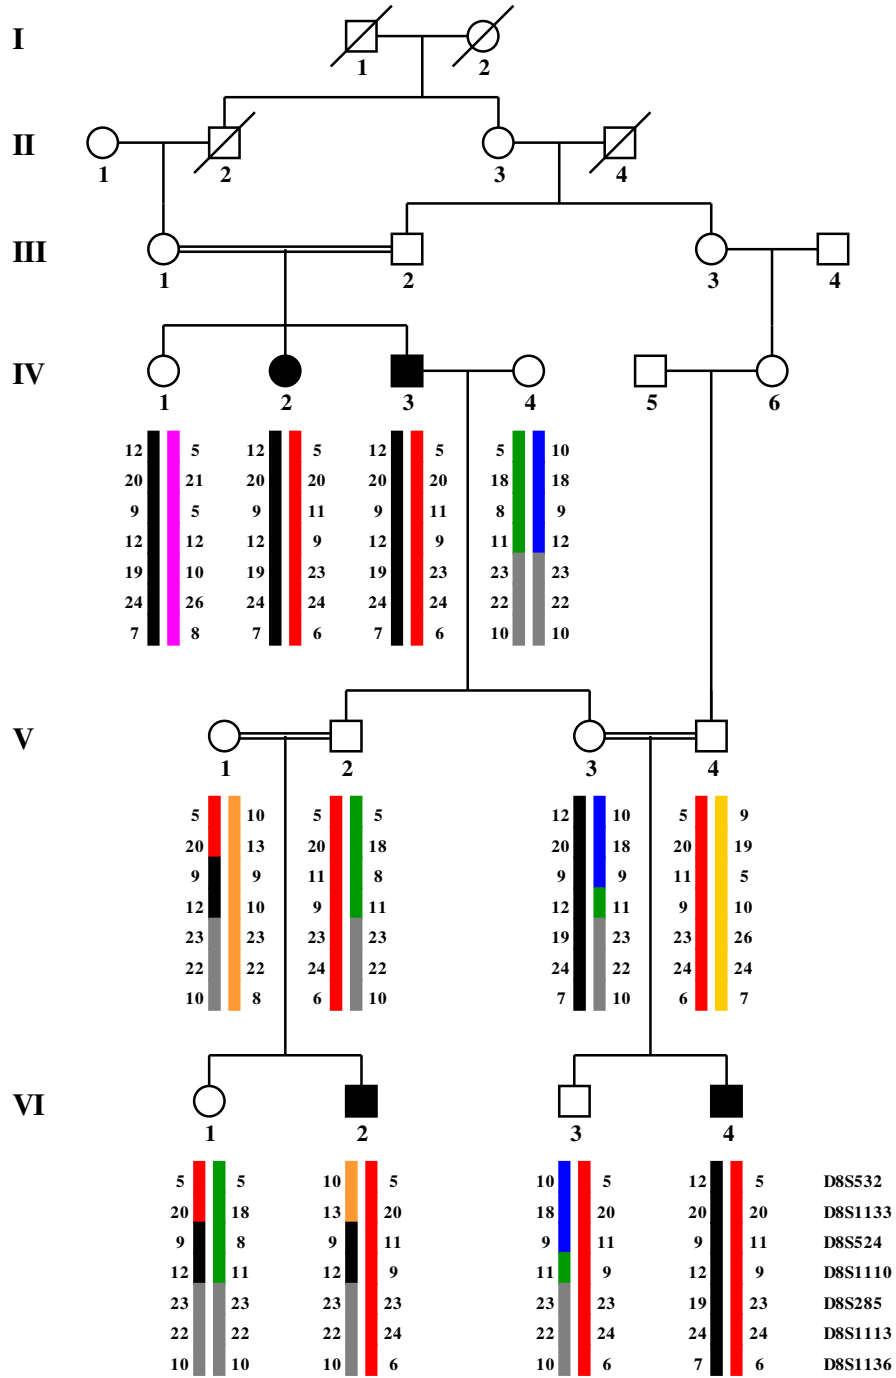 I
1 2
II
1 2 3 4
III
1 2 3 4
IV
1 2 3 4 5 6
12 5 12 5 12 5 5 10
20 21 20 20 20 20 18 18
9 5 9 11 9 11 8 9
12 12 12 9 12 9 11 12
19 10 19 23 19 23 23 23
24 26 24 24 24 24 22 22
7 8 7 6 7 6 10 10
V
1 2 3 4
5 10 5 5 12 10 5 9
20 13 20 18 20 18 20 19
9 9 11 8 9 9 11 5
12 10 9 11 12 11 9 10
23 23 23 23 19 23 23 26
22 22 24 22 24 22 24 24
10 8 6 10 7 10 6 7
VI
1 2 3 4
5 5 10 5 10 5 12 5 D8S532
20 18 13 20 18 20 20 20 D8S1133
9 8 9 11 9 11 9 11 D8S524
12 11 12 9 11 9 12 9 D8S1110
23 23 23 23 23 23 19 23 D8S285
22 22 22 24 22 24 24 24 D8S1113
10 10 10 6 10 6 7 6 D8S1136